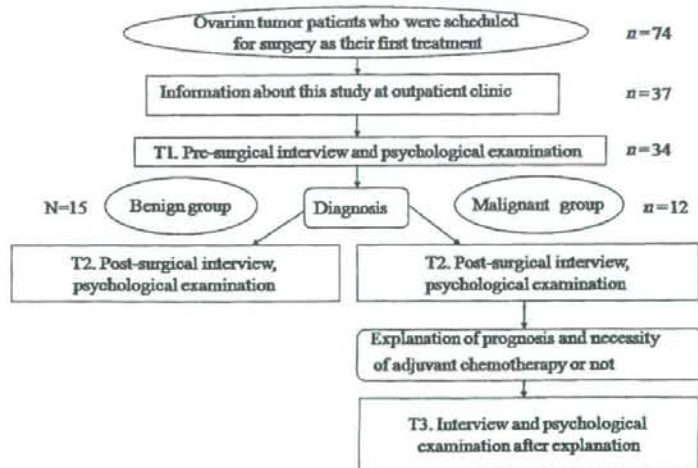 Ovarian tumor patients who were scheduled
for surgery as their first treatment
n=74
Information about this study at outpatient clinic
n=37
T1. Pre-surgical interview and psychological examination
n=34
N=15
Benign group
Diagnosis
Malignant group
n=12
T2. Post-surgical interview,
psychological examination
T2. Post-surgical interview,
psychological examination
Explanation of prognosis and necessity
of adjuvant chemotherapy or not
T3. Interview and psychological
examination after explanation